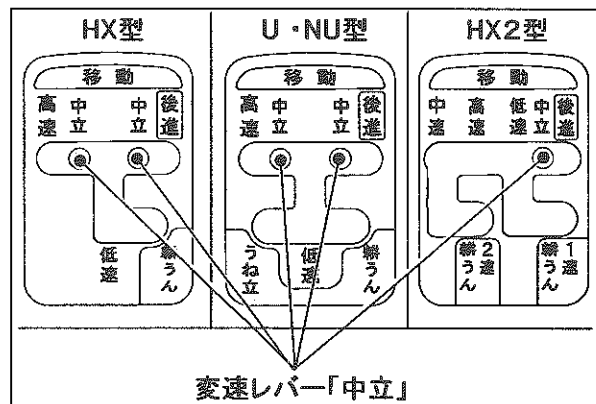 HX型
移動
高速
中立
中立
後進
低速
耕うん
U・NU型
移動
高速
中立
中立
後進
うね立
低速
耕うん
HX2型
移動
中速
高速
低速
中立
後進
2速
耕うん
1速
耕うん
変速レバー「中立」